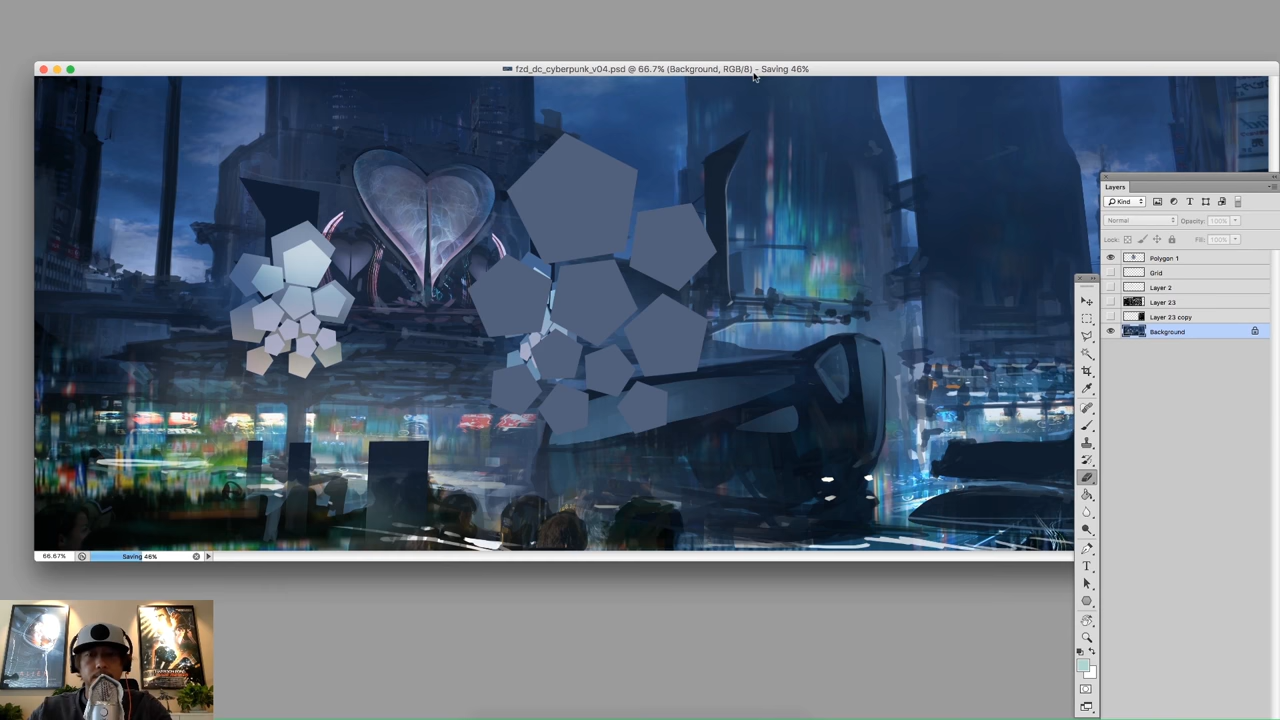 fzd_dc_cyberpunk_v04.psd @ 66.7% (Background, RGB/8) - Saving 46%
Layers
Kind
Normal
Opacity: 100%
Lock:
Fill: 100%
Polygon 1
Grid
Layer 2
Layer 23
Layer 23 copy
Background
66.67%
Saving 46%